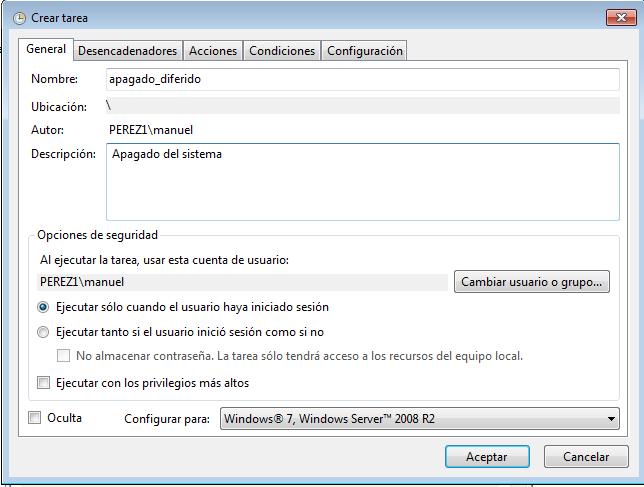 Crear tarea
General Desencadenadores Acciones Condiciones Configuración
Nombre: apagado_diferido
Ubicación: \
Autor: PEREZ1\manuel
Descripción: Apagado del sistema
Opciones de seguridad
Al ejecutar la tarea, usar esta cuenta de usuario:
PEREZ1\manuel Cambiar usuario o grupo...
Ejecutar sólo cuando el usuario haya iniciado sesión
Ejecutar tanto si el usuario inició sesión como si no
No almacenar contraseña. La tarea sólo tendrá acceso a los recursos del equipo local.
Ejecutar con los privilegios más altos
Oculta Configurar para: Windows® 7, Windows Server™ 2008 R2
Aceptar Cancelar